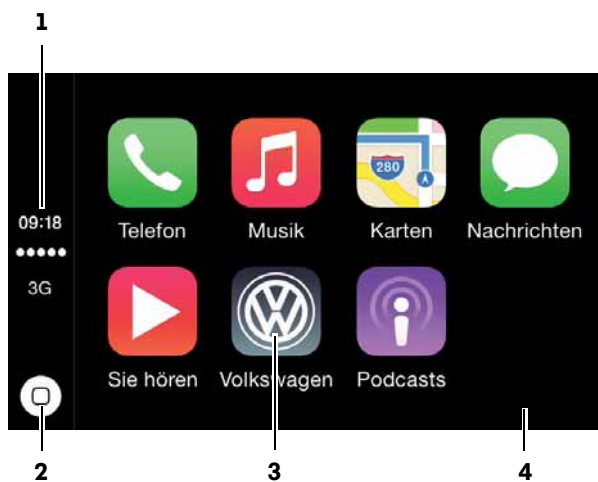 1
09:18
3G
280
Telefon Musik Karten Nachrichten
Sie hören Volkswagen Podcasts
2 3 4